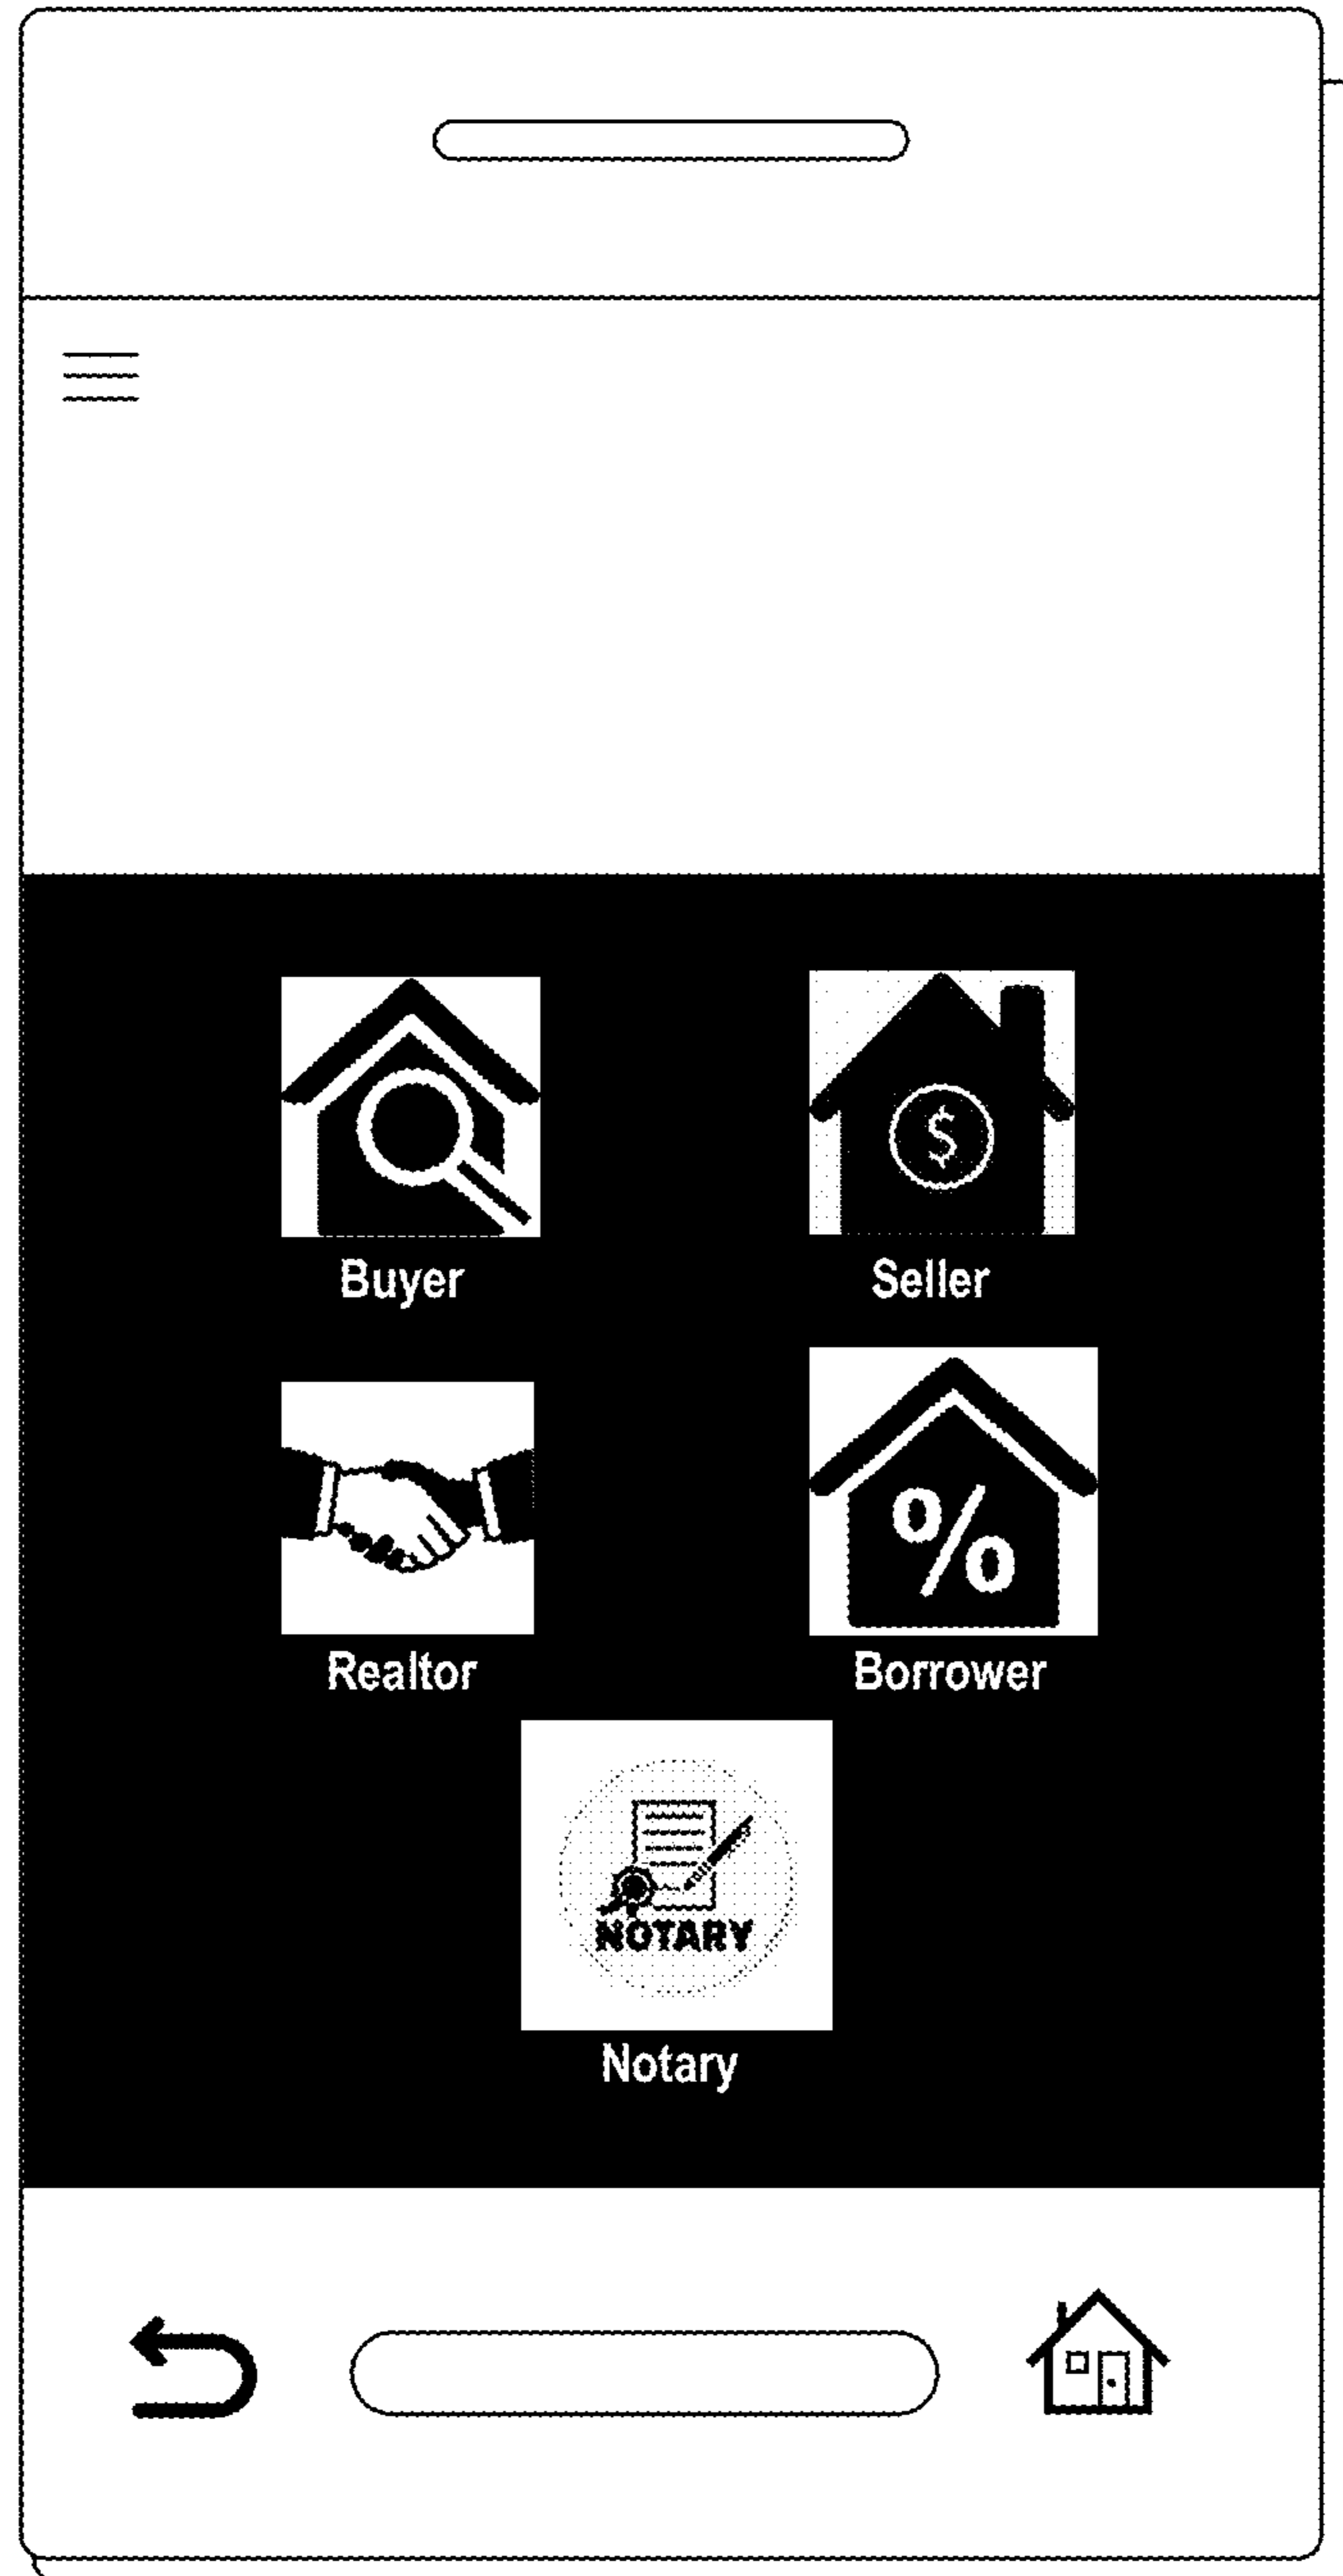 Buyer
Seller
$
Realtor
Borrower
%
NOTARY
Notary